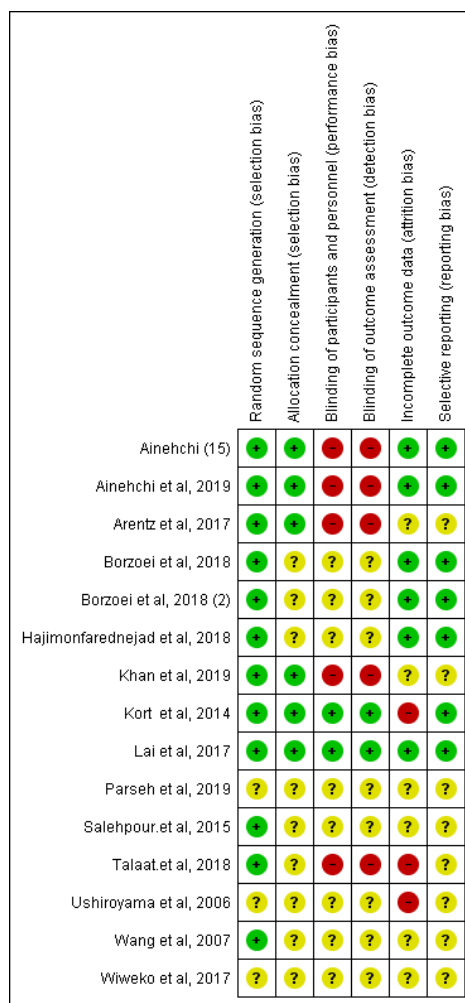 Random sequence generation (selection bias)
Allocation concealment (selection bias)
Blinding of participants and personnel (performance bias)
Blinding of outcome assessment (detection bias)
Incomplete outcome data (attrition bias)
Selective reporting (reporting bias)
Ainehchi (15) + + - - + +
Ainehchi et al, 2019 + + - - + +
Arentz et al, 2017 + + - - ? ?
Borzoei et al, 2018 + ? ? ? + +
Borzoei et al, 2018 (2) + ? ? ? + +
Hajimonfarednejad et al, 2018 + ? ? ? + +
Khan et al, 2019 + + - - ? ?
Kort et al, 2014 + + + + - +
Lai et al, 2017 + + + + + +
Parseh et al, 2019 ? ? ? ? ? ?
Salehpour.et al, 2015 + ? ? ? ? ?
Talaat.et al, 2018 + ? - - - ?
Ushiroyama et al, 2006 ? ? ? ? - ?
Wang et al, 2007 + ? ? ? ? ?
Wiweko et al, 2017 ? ? ? ? ? ?